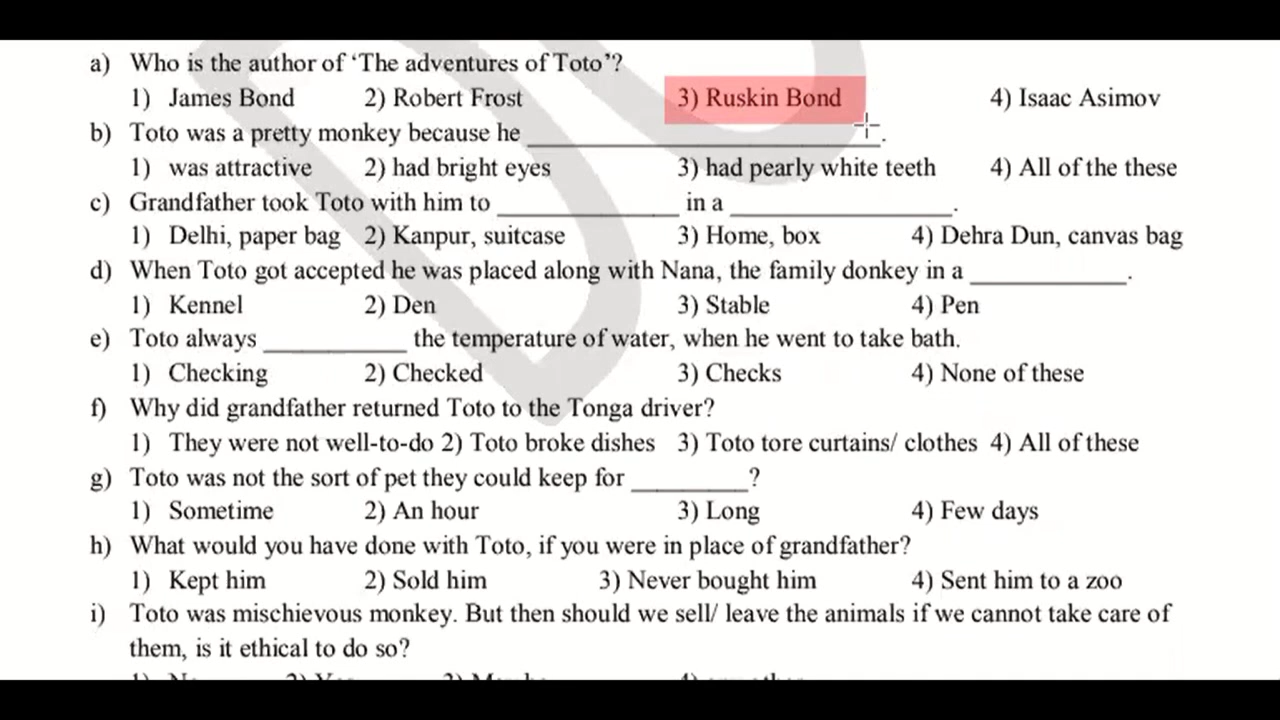 a) Who is the author of ‘The adventures of Toto’?
1) James Bond 2) Robert Frost 3) Ruskin Bond 4) Isaac Asimov
b) Toto was a pretty monkey because he ____________________.
1) was attractive 2) had bright eyes 3) had pearly white teeth 4) All of the these
c) Grandfather took Toto with him to ______________ in a _________________.
1) Delhi, paper bag 2) Kanpur, suitcase 3) Home, box 4) Dehra Dun, canvas bag
d) When Toto got accepted he was placed along with Nana, the family donkey in a ____________.
1) Kennel 2) Den 3) Stable 4) Pen
e) Toto always ___________ the temperature of water, when he went to take bath.
1) Checking 2) Checked 3) Checks 4) None of these
f) Why did grandfather returned Toto to the Tonga driver?
1) They were not well-to-do 2) Toto broke dishes 3) Toto tore curtains/ clothes 4) All of these
g) Toto was not the sort of pet they could keep for _________?
1) Sometime 2) An hour 3) Long 4) Few days
h) What would you have done with Toto, if you were in place of grandfather?
1) Kept him 2) Sold him 3) Never bought him 4) Sent him to a zoo
i) Toto was mischievous monkey. But then should we sell/ leave the animals if we cannot take care of
them, is it ethical to do so?